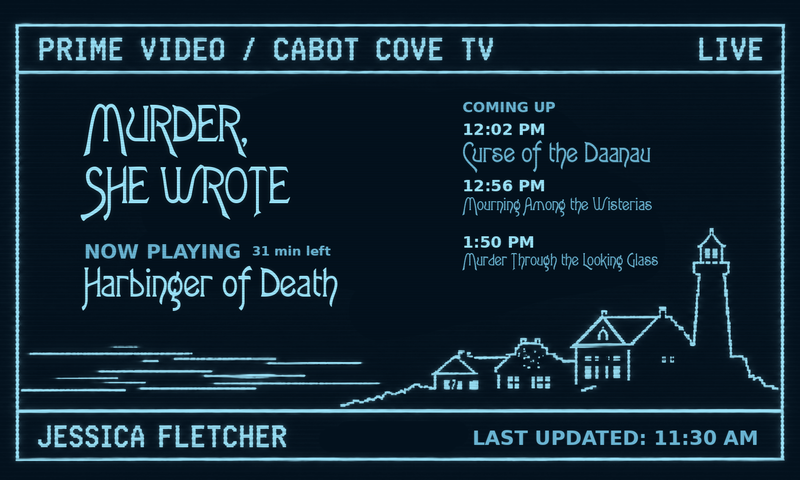 PRIME VIDEO / CABOT COVE TV
LIVE
MURDER,
SHE WROTE
NOW PLAYING 31 min left
Harbinger of Death
COMING UP
12:02 PM
Curse of the Daanau
12:56 PM
Mourning Among the Wisterias
1:50 PM
Murder Through the Looking Glass
JESSICA FLETCHER
LAST UPDATED: 11:30 AM